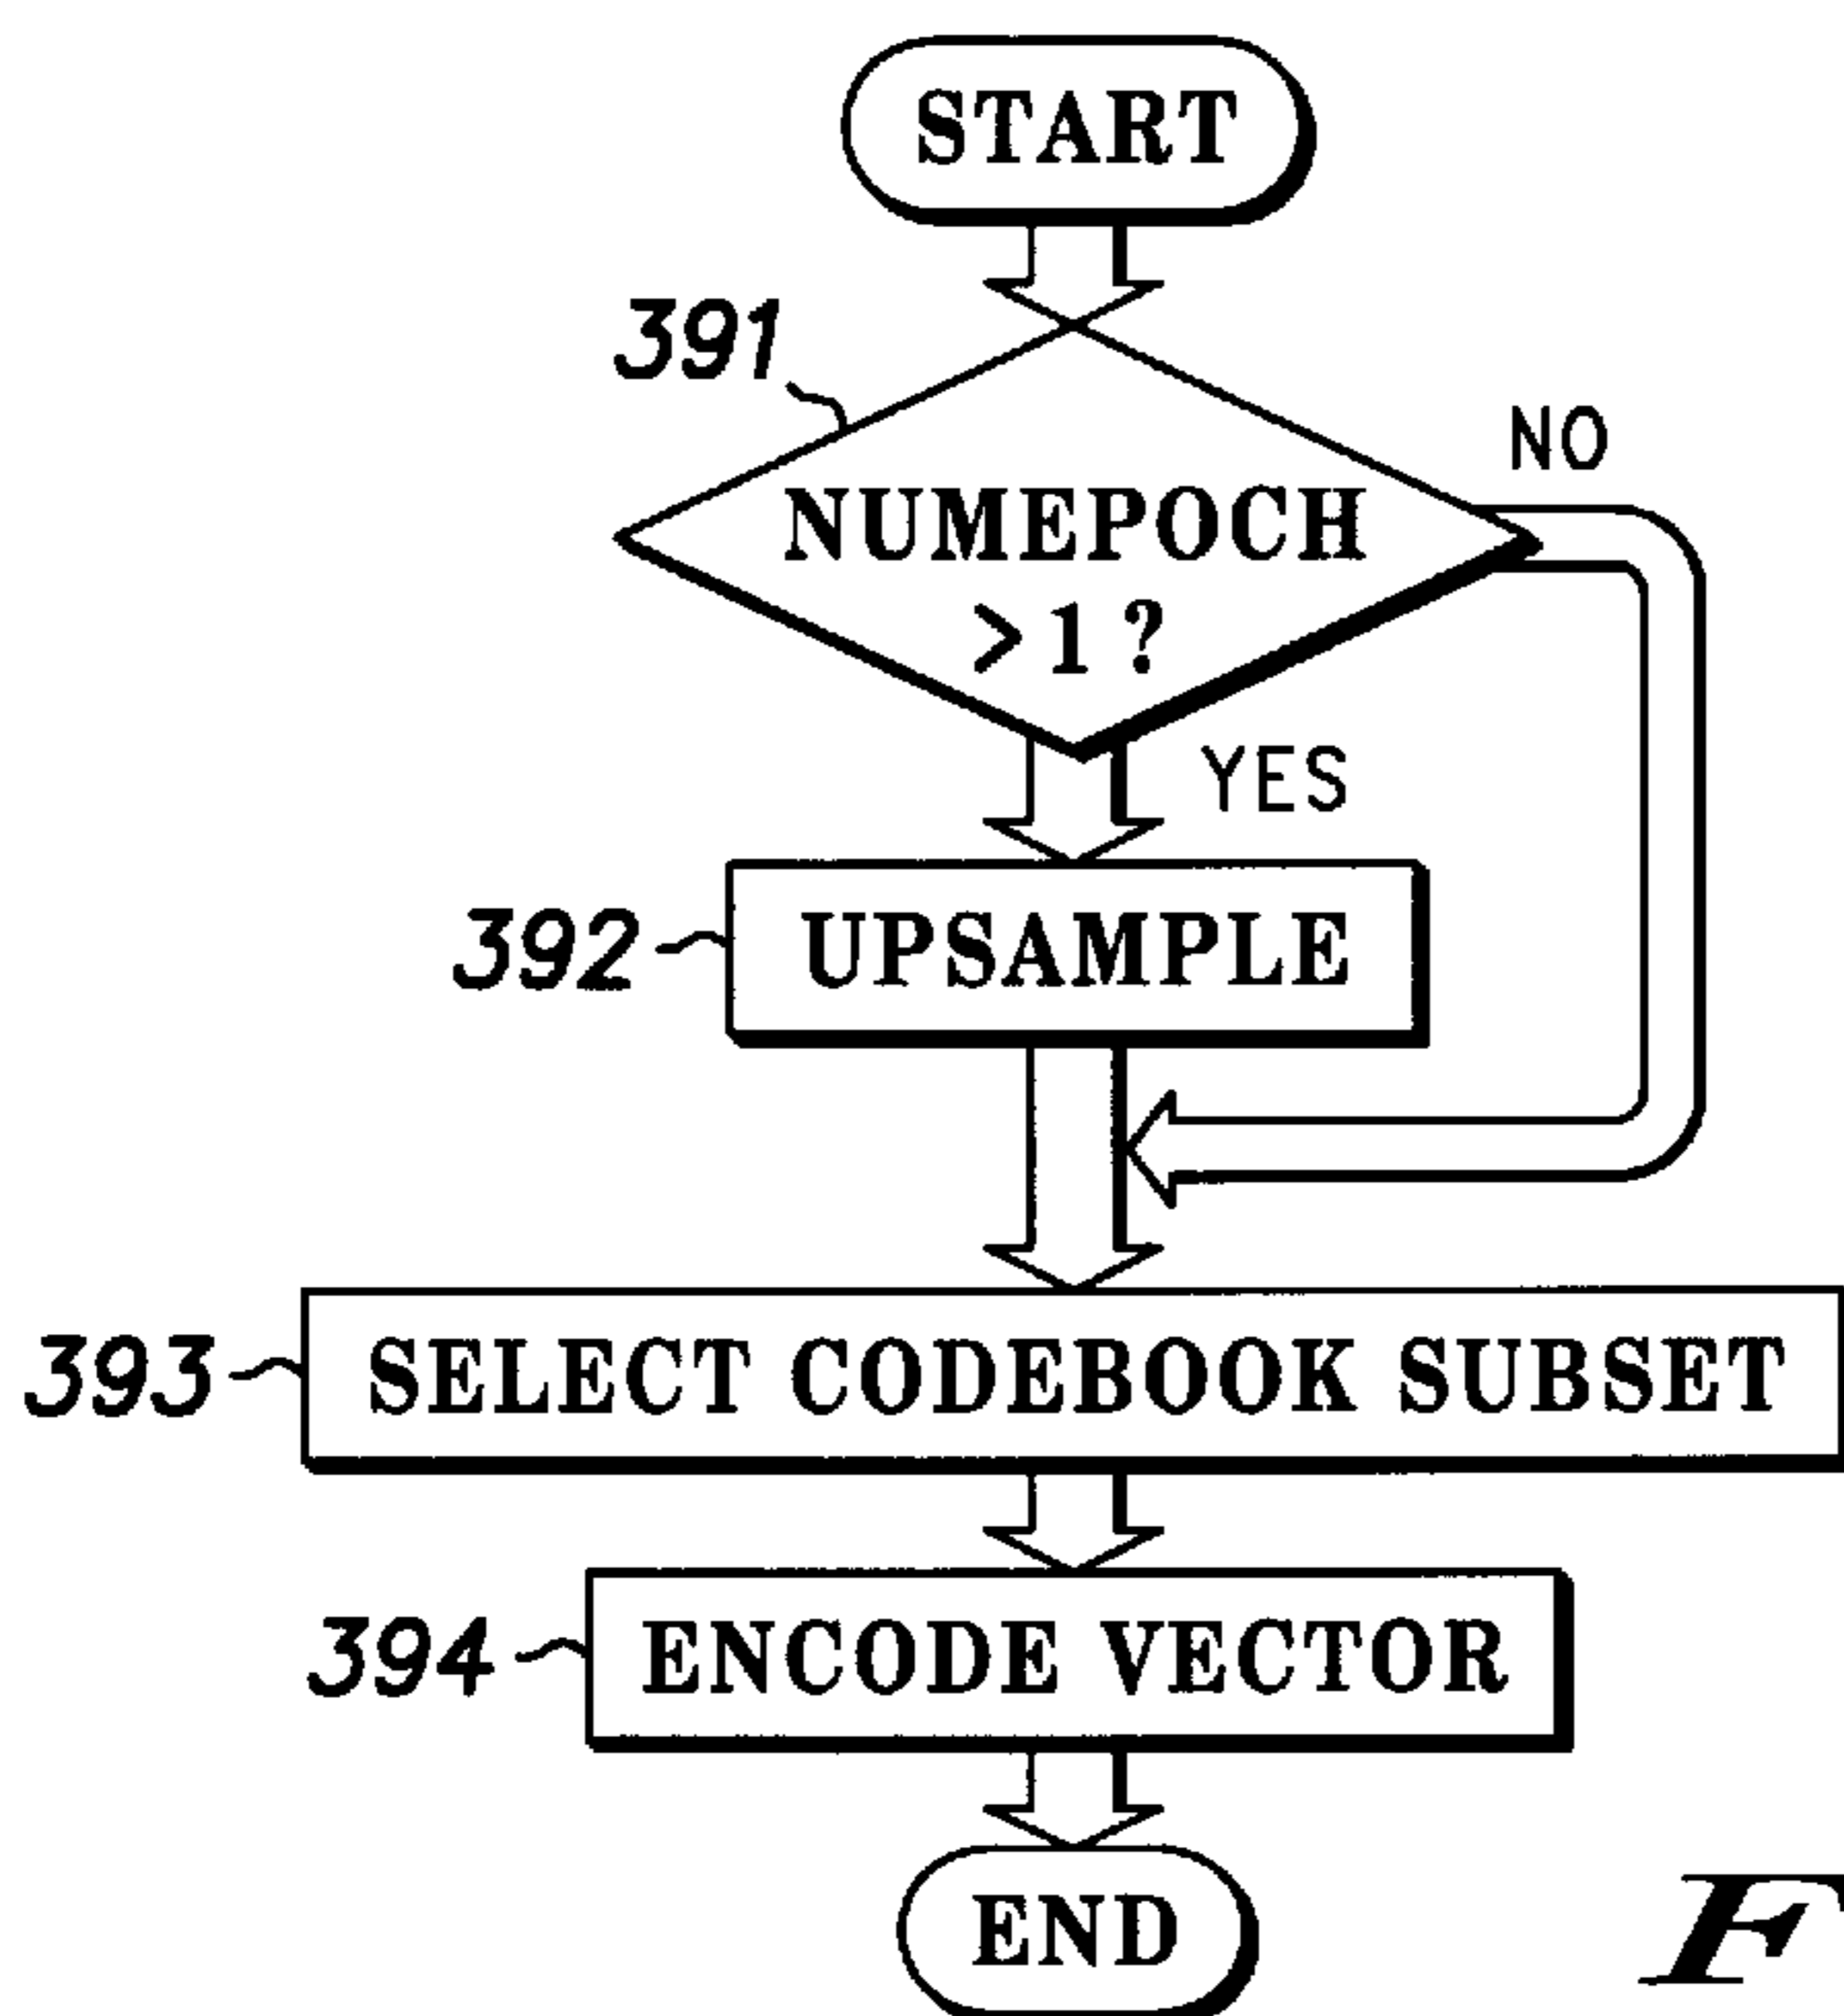 START
391
NO
NUMEPOCH
>1?
YES
392
UPSAMPLE
393
SELECT CODEBOOK SUBSET
394
ENCODE VECTOR
END
F